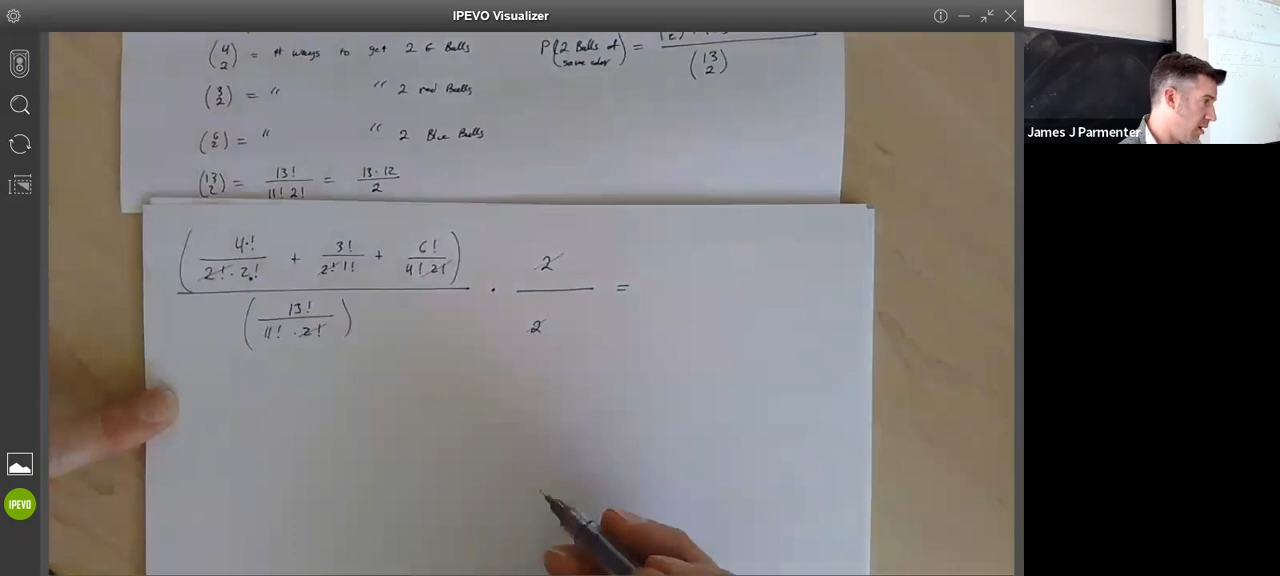 IPEVO Visualizer
(4 2) = # ways to get 2 G Balls
P(2 Balls of same color) = / (13 2)
(3 2) = " " 2 red Balls
(6 2) = " " 2 Blue Balls
(13 2) = 13! / 11! 2! = 13·12 / 2
James J Parmenter
(4! / 2!·2! + 3! / 2!·1! + 6! / 4!2!) / (13! / 11!·2!) · 2 / 2 =
IPEVO